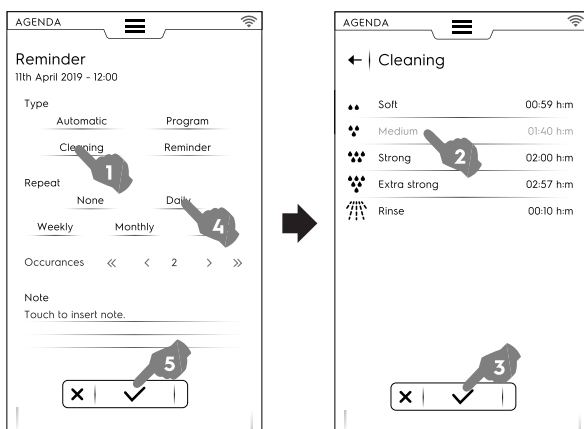 AGENDA
Reminder
11th April 2019 - 12:00
Type
Automatic Program
Cleaning Reminder
1
Repeat
None Daily
4
Weekly Monthly
Occurances << < 2 > >>
Note
Touch to insert note.
5
AGENDA
Cleaning
Soft 00:59 h:m
Medium 01:40 h:m
2
Strong 02:00 h:m
Extra strong 02:57 h:m
Rinse 00:10 h:m
3